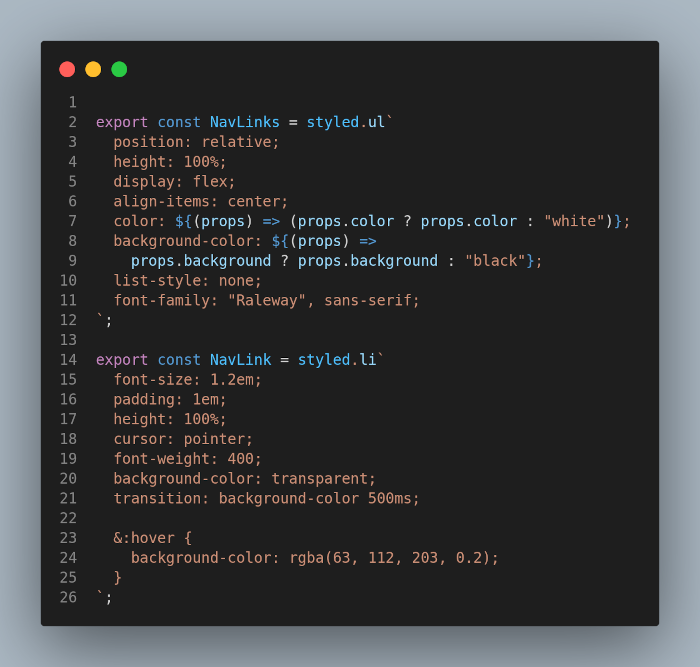 1
2 export const NavLinks = styled.ul`
3   position: relative;
4   height: 100%;
5   display: flex;
6   align-items: center;
7   color: ${(props) => (props.color ? props.color : "white")};
8   background-color: ${(props) =>
9     props.background ? props.background : "black"};
10   list-style: none;
11   font-family: "Raleway", sans-serif;
12 `;
13
14 export const NavLink = styled.li`
15   font-size: 1.2em;
16   padding: 1em;
17   height: 100%;
18   cursor: pointer;
19   font-weight: 400;
20   background-color: transparent;
21   transition: background-color 500ms;
22
23   &:hover {
24     background-color: rgba(63, 112, 203, 0.2);
25   }
26 `;